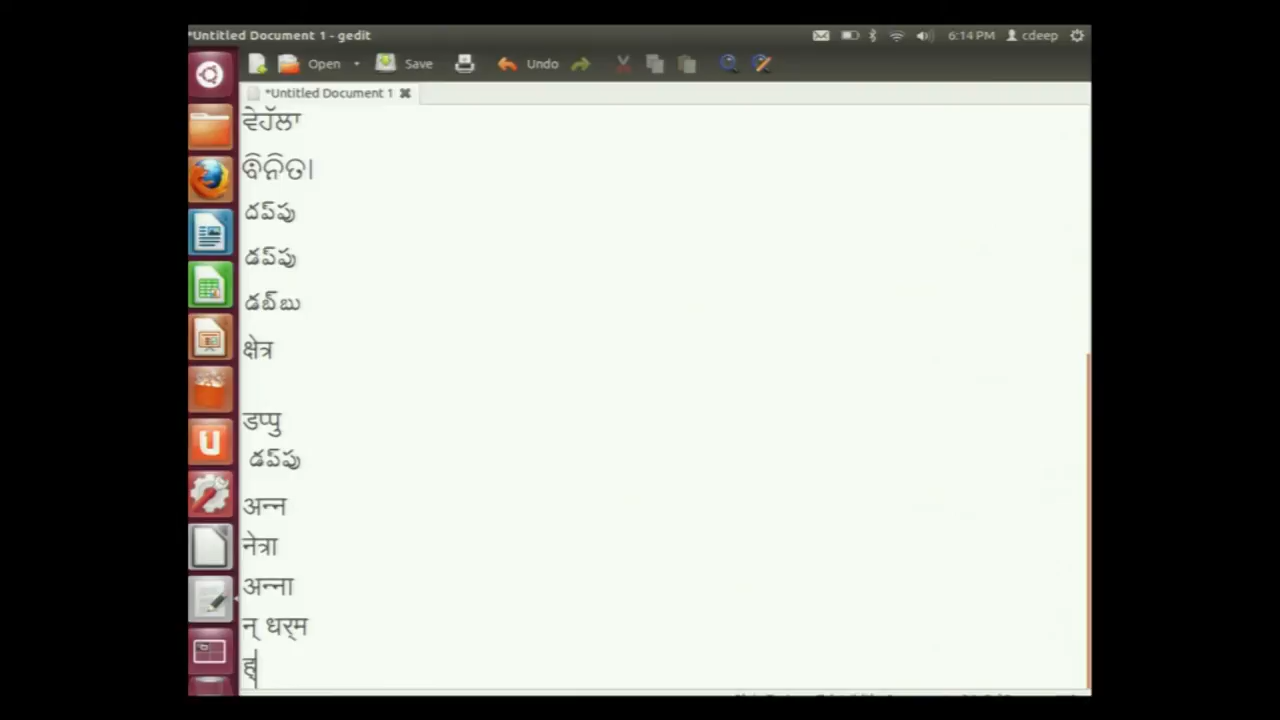 *Untitled Document 1 - gedit
6:14 PM cdeep
Open Save Undo
*Untitled Document 1
ਵੇਹੱਲਾ
దప్‌పు
డప్‌పు
డబ్‌బు
क्षेत्र
डप्पु
డప్‌పు
अन्न
नेत्रा
अन्ना
न् धर्‍म